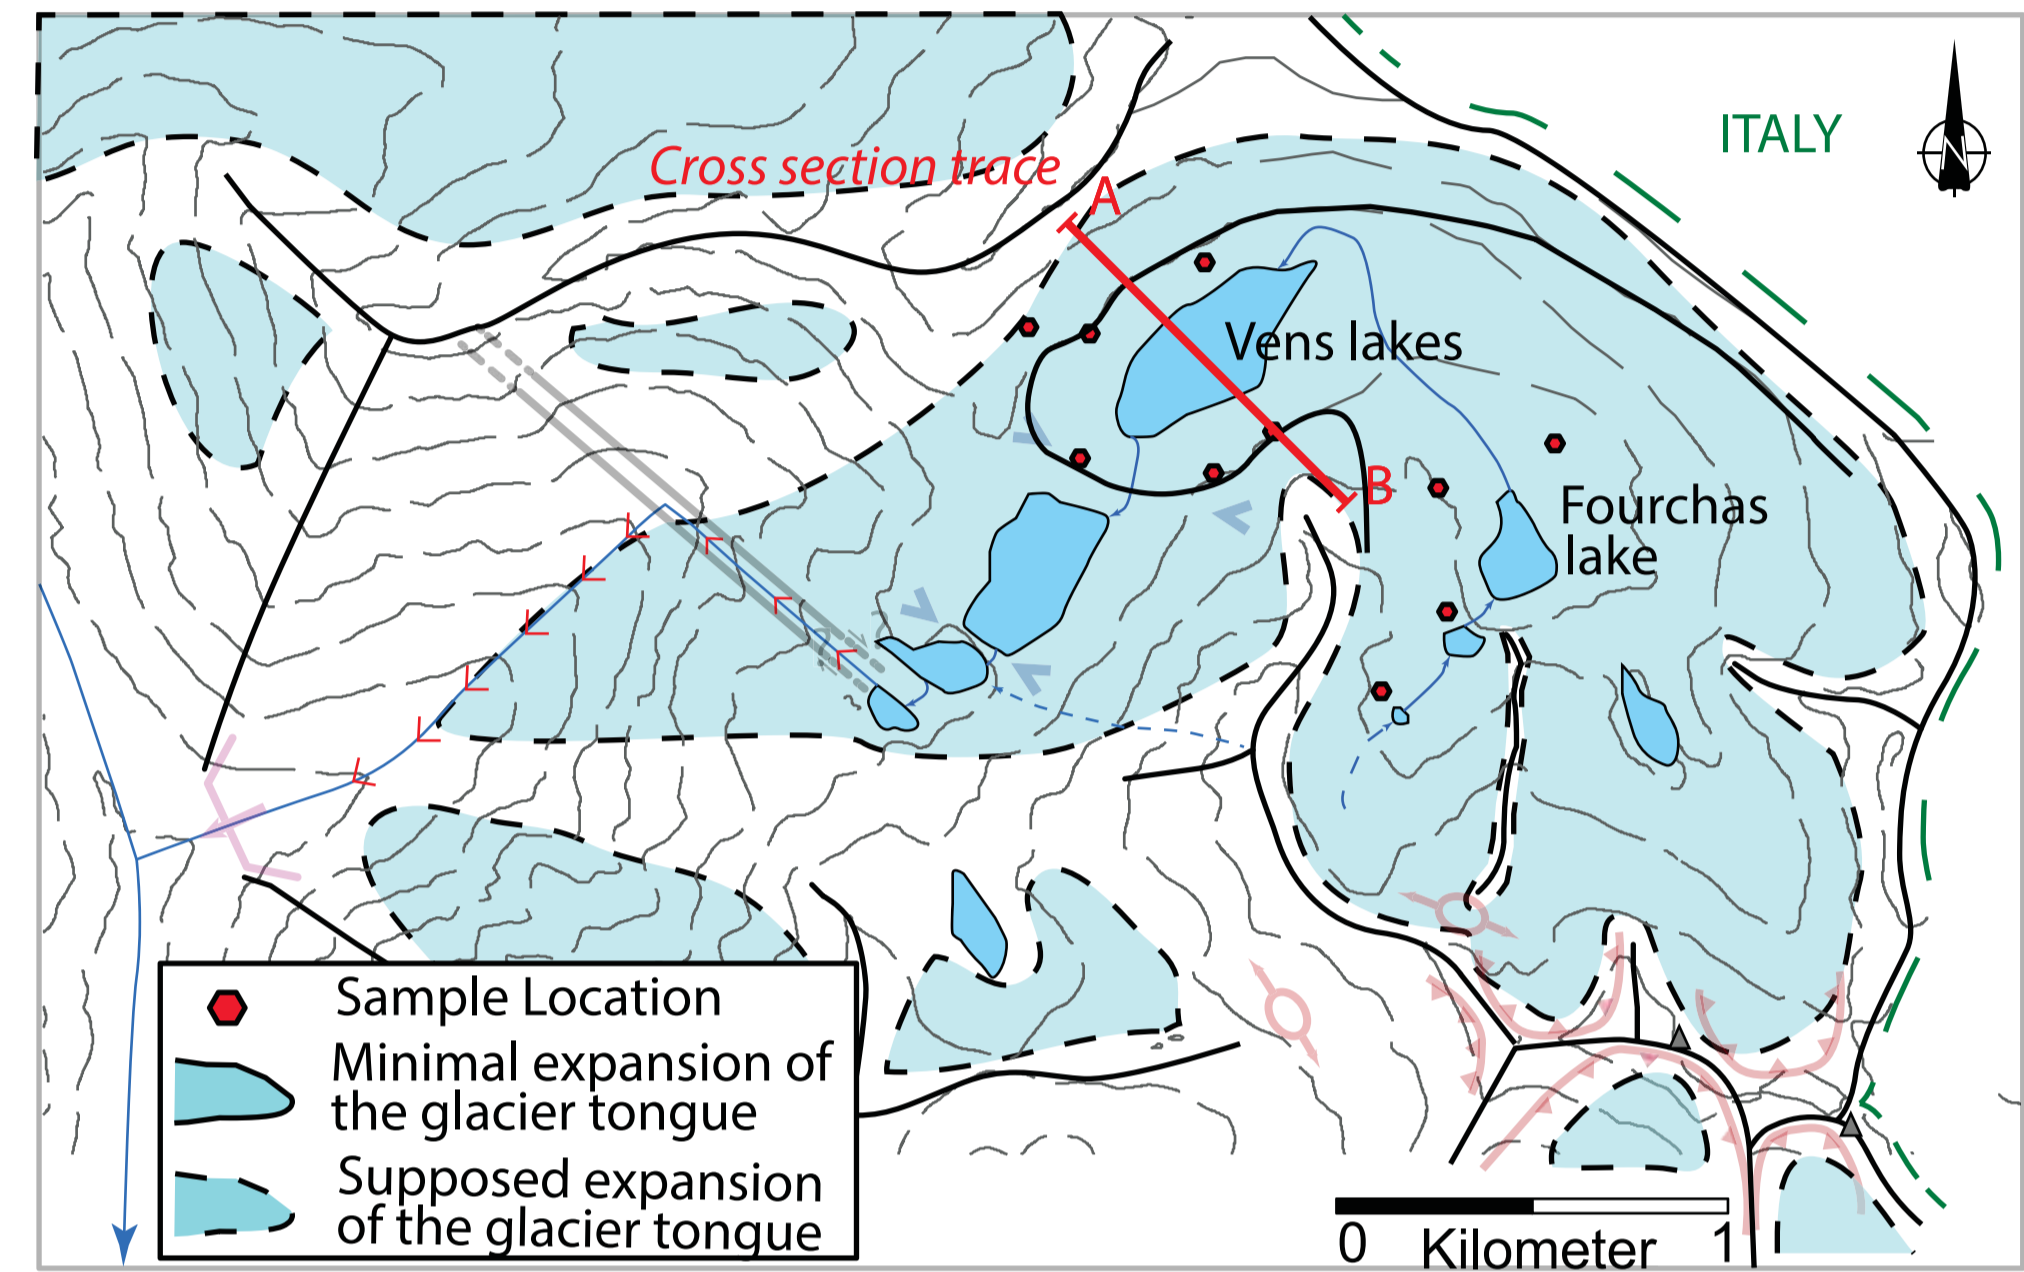 ITALY
N
Cross section trace
A
Vens lakes
B
Fourchas
lake
Sample Location
Minimal expansion of
the glacier tongue
Supposed expansion
of the glacier tongue
0 Kilometer 1